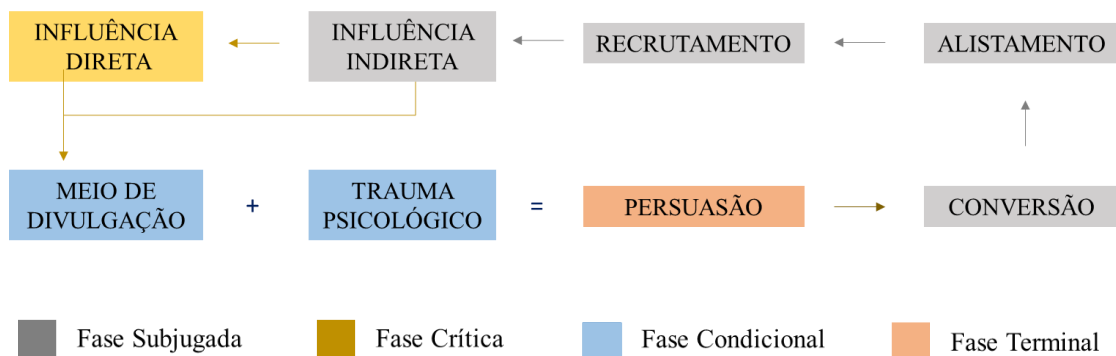 INFLUÊNCIA
DIRETA
INFLUÊNCIA
INDIRETA
RECRUTAMENTO
ALISTAMENTO
MEIO DE
DIVULGAÇÃO
+
TRAUMA
PSICOLÓGICO
=
PERSUASÃO
CONVERSÃO
Fase Subjugada
Fase Crítica
Fase Condicional
Fase Terminal